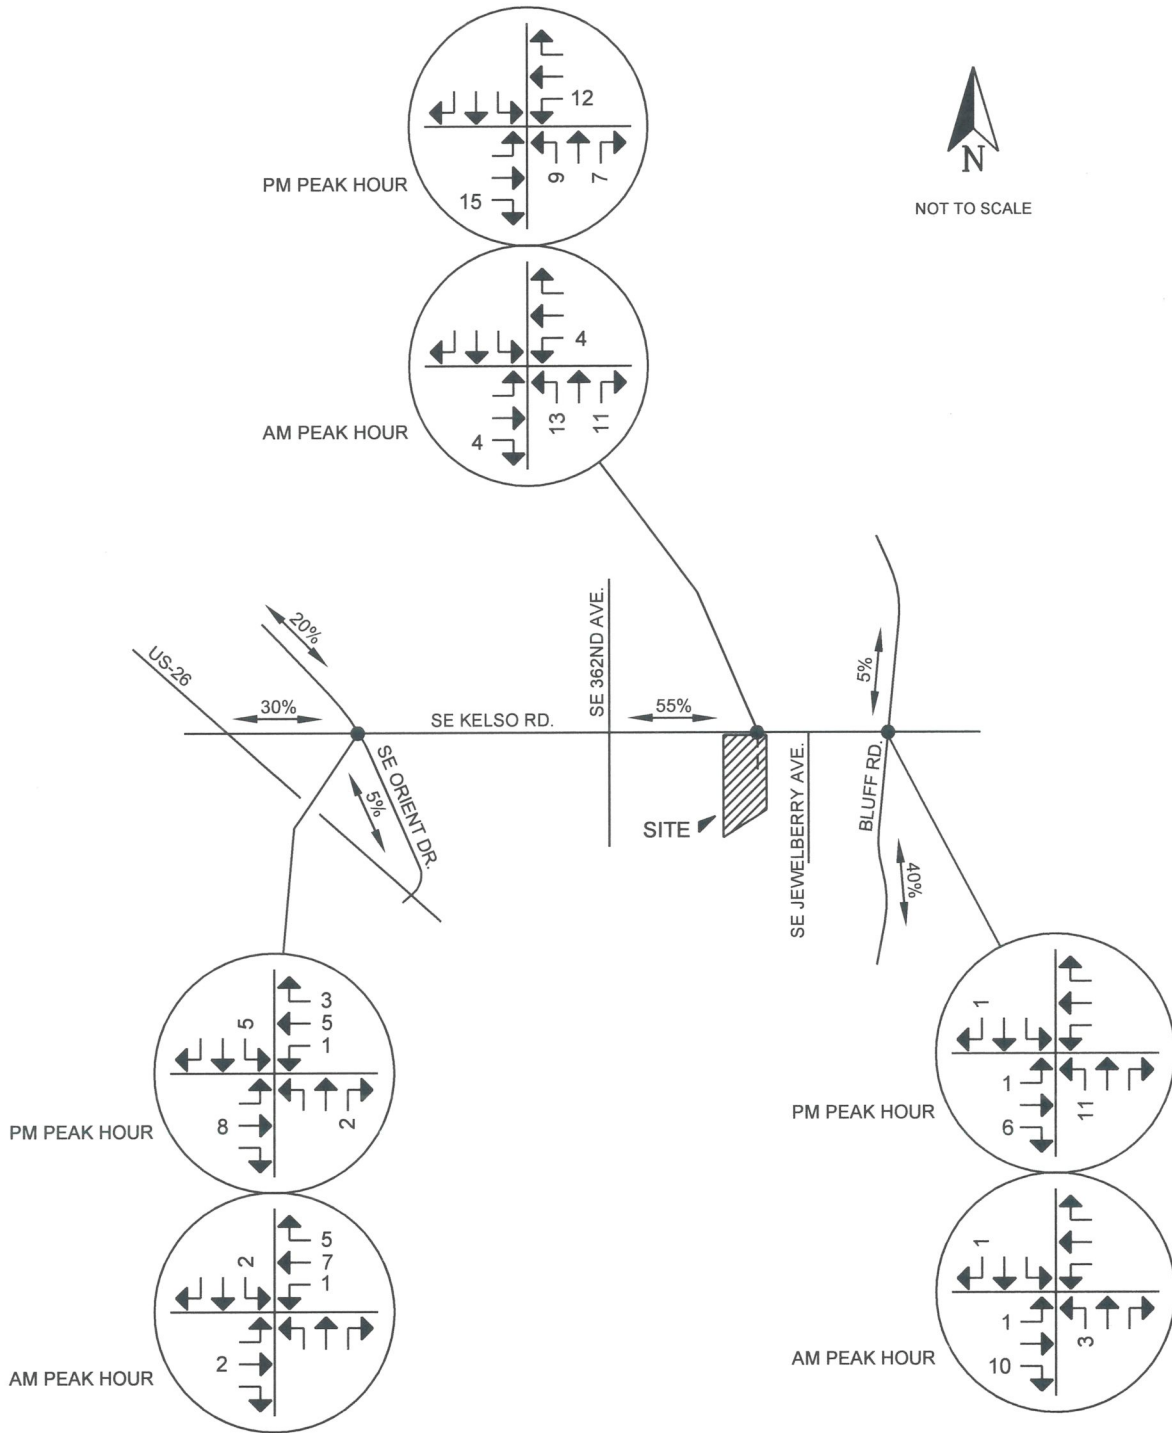 12
PM PEAK HOUR
15
9
7
N
NOT TO SCALE
4
AM PEAK HOUR
4
13
11
20%
US-26
30%
SE KELSO RD.
SE 362ND AVE.
55%
5%
SE ORIENT DR.
5%
SITE
SE JEWELBERRY AVE.
BLUFF RD.
40%
5
3
5
1
8
2
PM PEAK HOUR
2
5
7
1
2
AM PEAK HOUR
1
1
6
11
PM PEAK HOUR
1
1
10
3
AM PEAK HOUR